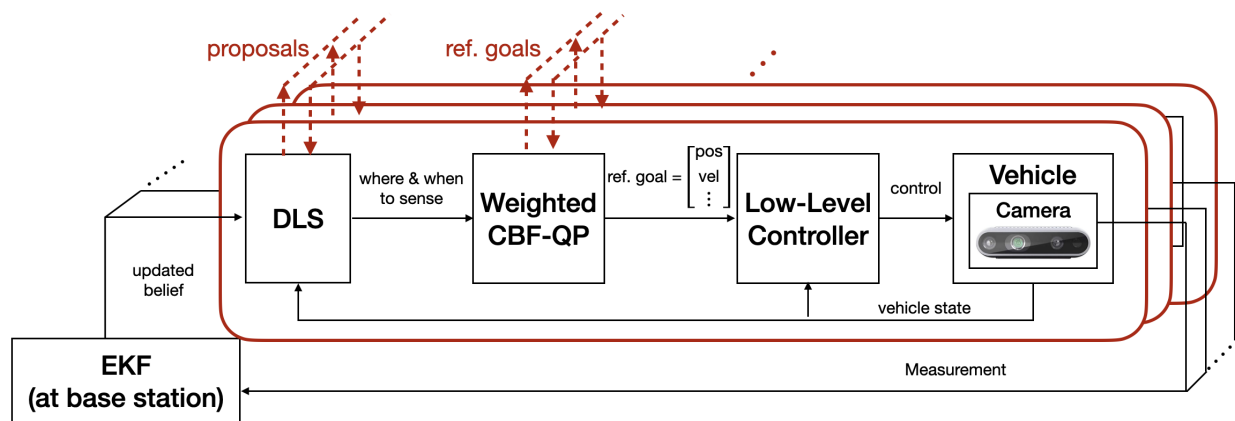 proposals
ref. goals
DLS
where & when
to sense
Weighted
CBF-QP
ref. goal =
pos
vel
⋮
Low-Level
Controller
control
Vehicle
Camera
updated
belief
vehicle state
EKF
(at base station)
Measurement